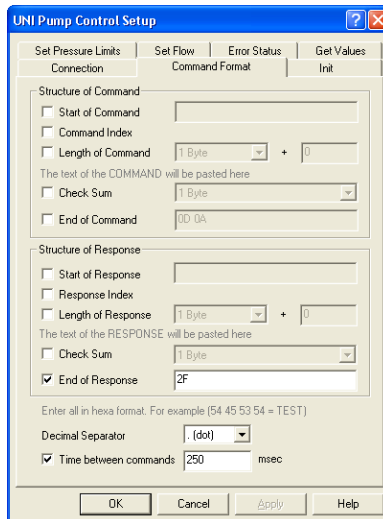 UNI Pump Control Setup
Set Pressure Limits Set Flow Error Status Get Values
Connection Command Format Init
Structure of Command
Start of Command
Command Index
Length of Command 1 Byte + 0
The text of the COMMAND will be pasted here
Check Sum 1 Byte
End of Command 0D 0A
Structure of Response
Start of Response
Response Index
Length of Response 1 Byte + 0
The text of the RESPONSE will be pasted here
Check Sum 1 Byte
End of Response 2F
Enter all in hexa format. For example (54 45 53 54 = TEST)
Decimal Separator . (dot)
Time between commands 250 msec
OK Cancel Apply Help